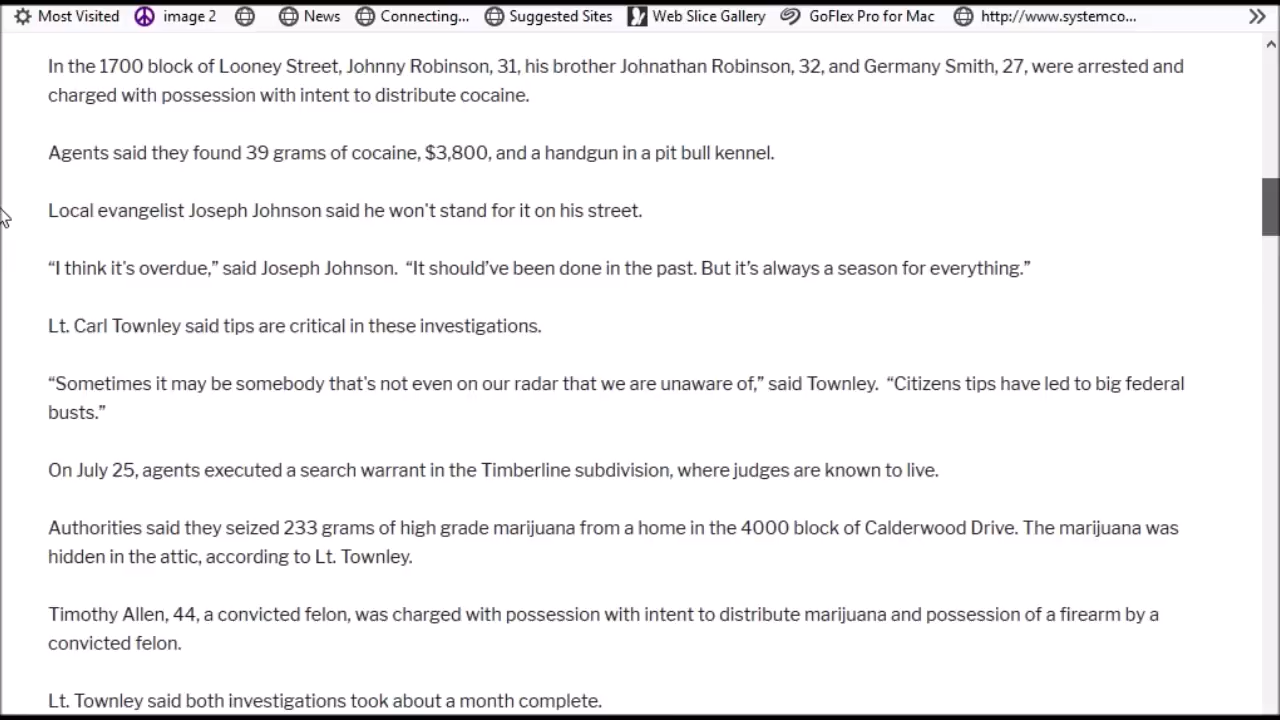 Most Visited image 2 News Connecting... Suggested Sites Web Slice Gallery GoFlex Pro for Mac http://www.systemco...
In the 1700 block of Looney Street, Johnny Robinson, 31, his brother Johnathan Robinson, 32, and Germany Smith, 27, were arrested and
charged with possession with intent to distribute cocaine.
Agents said they found 39 grams of cocaine, $3,800, and a handgun in a pit bull kennel.
Local evangelist Joseph Johnson said he won't stand for it on his street.
“I think it's overdue,” said Joseph Johnson.  “It should've been done in the past. But it's always a season for everything.”
Lt. Carl Townley said tips are critical in these investigations.
“Sometimes it may be somebody that's not even on our radar that we are unaware of,” said Townley.  “Citizens tips have led to big federal
busts.”
On July 25, agents executed a search warrant in the Timberline subdivision, where judges are known to live.
Authorities said they seized 233 grams of high grade marijuana from a home in the 4000 block of Calderwood Drive. The marijuana was
hidden in the attic, according to Lt. Townley.
Timothy Allen, 44, a convicted felon, was charged with possession with intent to distribute marijuana and possession of a firearm by a
convicted felon.
Lt. Townley said both investigations took about a month complete.